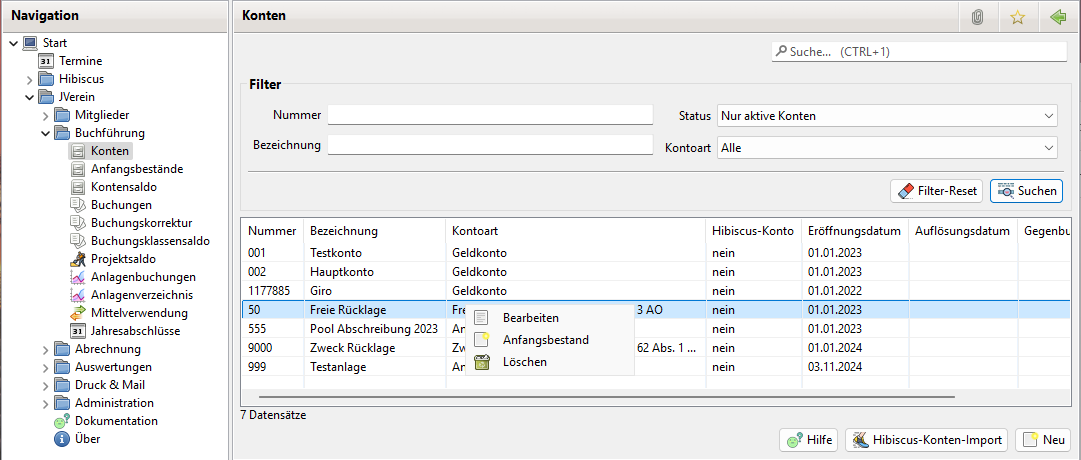 Navigation
Start
Termine
Hibiscus
JVerein
Mitglieder
Buchführung
Konten
Anfangsbestände
Kontensaldo
Buchungen
Buchungskorrektur
Buchungsklassensaldo
Projektsaldo
Anlagenbuchungen
Anlagenverzeichnis
Mittelverwendung
Jahresabschlüsse
Abrechnung
Auswertungen
Druck & Mail
Administration
Dokumentation
Über
Konten
Suche... (CTRL+1)
Filter
Nummer Status Nur aktive Konten
Bezeichnung Kontoart Alle
Filter-Reset Suchen
Nummer Bezeichnung Kontoart Hibiscus-Konto Eröffnungsdatum Auflösungsdatum Gegenbu
001 Testkonto Geldkonto nein 01.01.2023
002 Hauptkonto Geldkonto nein 01.01.2023
1177885 Giro Geldkonto nein 01.01.2022
50 Freie Rücklage Fre 3 AO nein 01.01.2023
555 Pool Abschreibung 2023 An nein 01.01.2023
9000 Zweck Rücklage Zw 62 Abs. 1 ... nein 01.01.2024
999 Testanlage An nein 03.11.2024
Bearbeiten
Anfangsbestand
Löschen
7 Datensätze
Hilfe Hibiscus-Konten-Import Neu